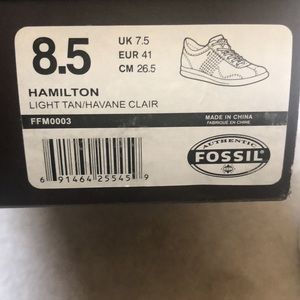 8.5
UK 7.5
EUR 41
CM 26.5
HAMILTON
LIGHT TAN/HAVANE CLAIR
FFM0003
MADE IN CHINA
FABRIQUÉ EN CHINE
AUTHENTIC
FOSSIL
6 91464 25545 9